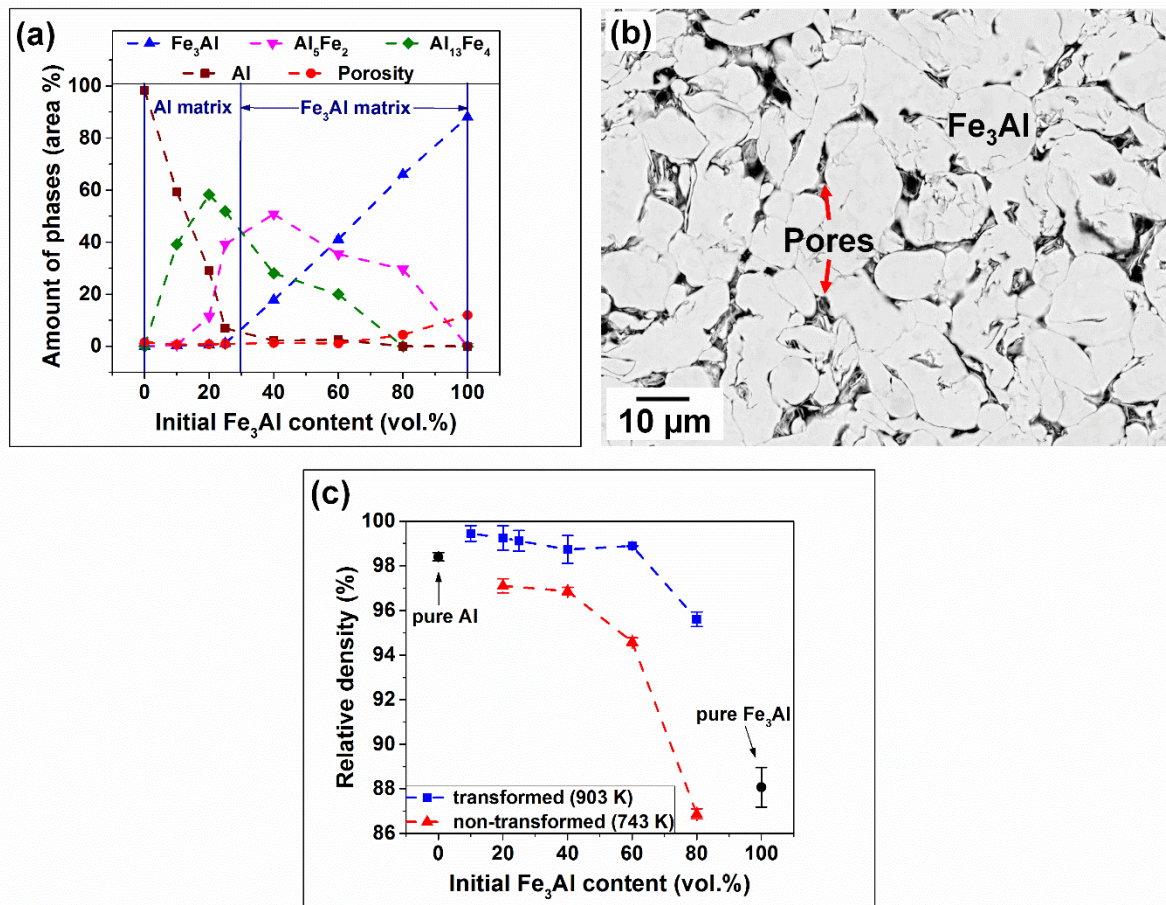 (a)
Fe₃Al Al₅Fe₂ Al₁₃Fe₄
Al Porosity
Al matrix Fe₃Al matrix
100
80
60
40
20
0
Amount of phases (area %)
0 20 40 60 80 100
Initial Fe₃Al content (vol.%)
(b)
Fe₃Al
Pores
10 µm
(c)
100
98
96
94
92
90
88
86
Relative density (%)
pure Al
pure Fe₃Al
transformed (903 K)
non-transformed (743 K)
0 20 40 60 80 100
Initial Fe₃Al content (vol.%)